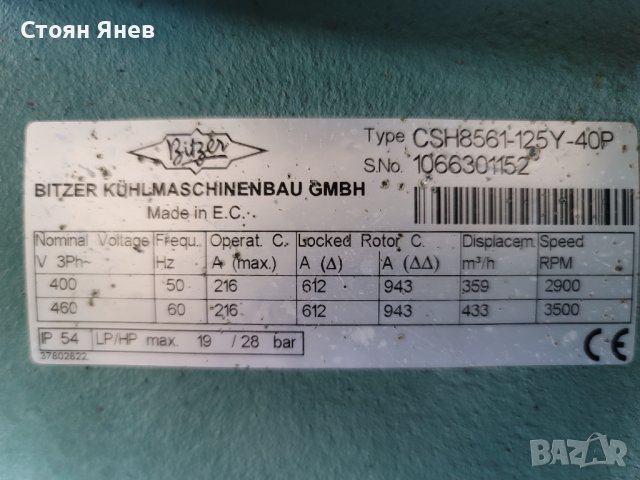 Стоян Янев
Bitzer
Type CSH8561-125Y-40P
S.No. 1066301152
BITZER KÜHLMASCHINENBAU GMBH
Made in E.C.
Nominal Voltage Frequ. Operat. C. Locked Rotor C. Displacem. Speed
V 3Ph~ Hz A (max.) A (Δ) A (ΔΔ) m³/h RPM
400 50 216 612 943 359 2900
460 60 216 612 943 433 3500
IP 54 LP/HP max. 19 / 28 bar
37802822
CE
BAZAR